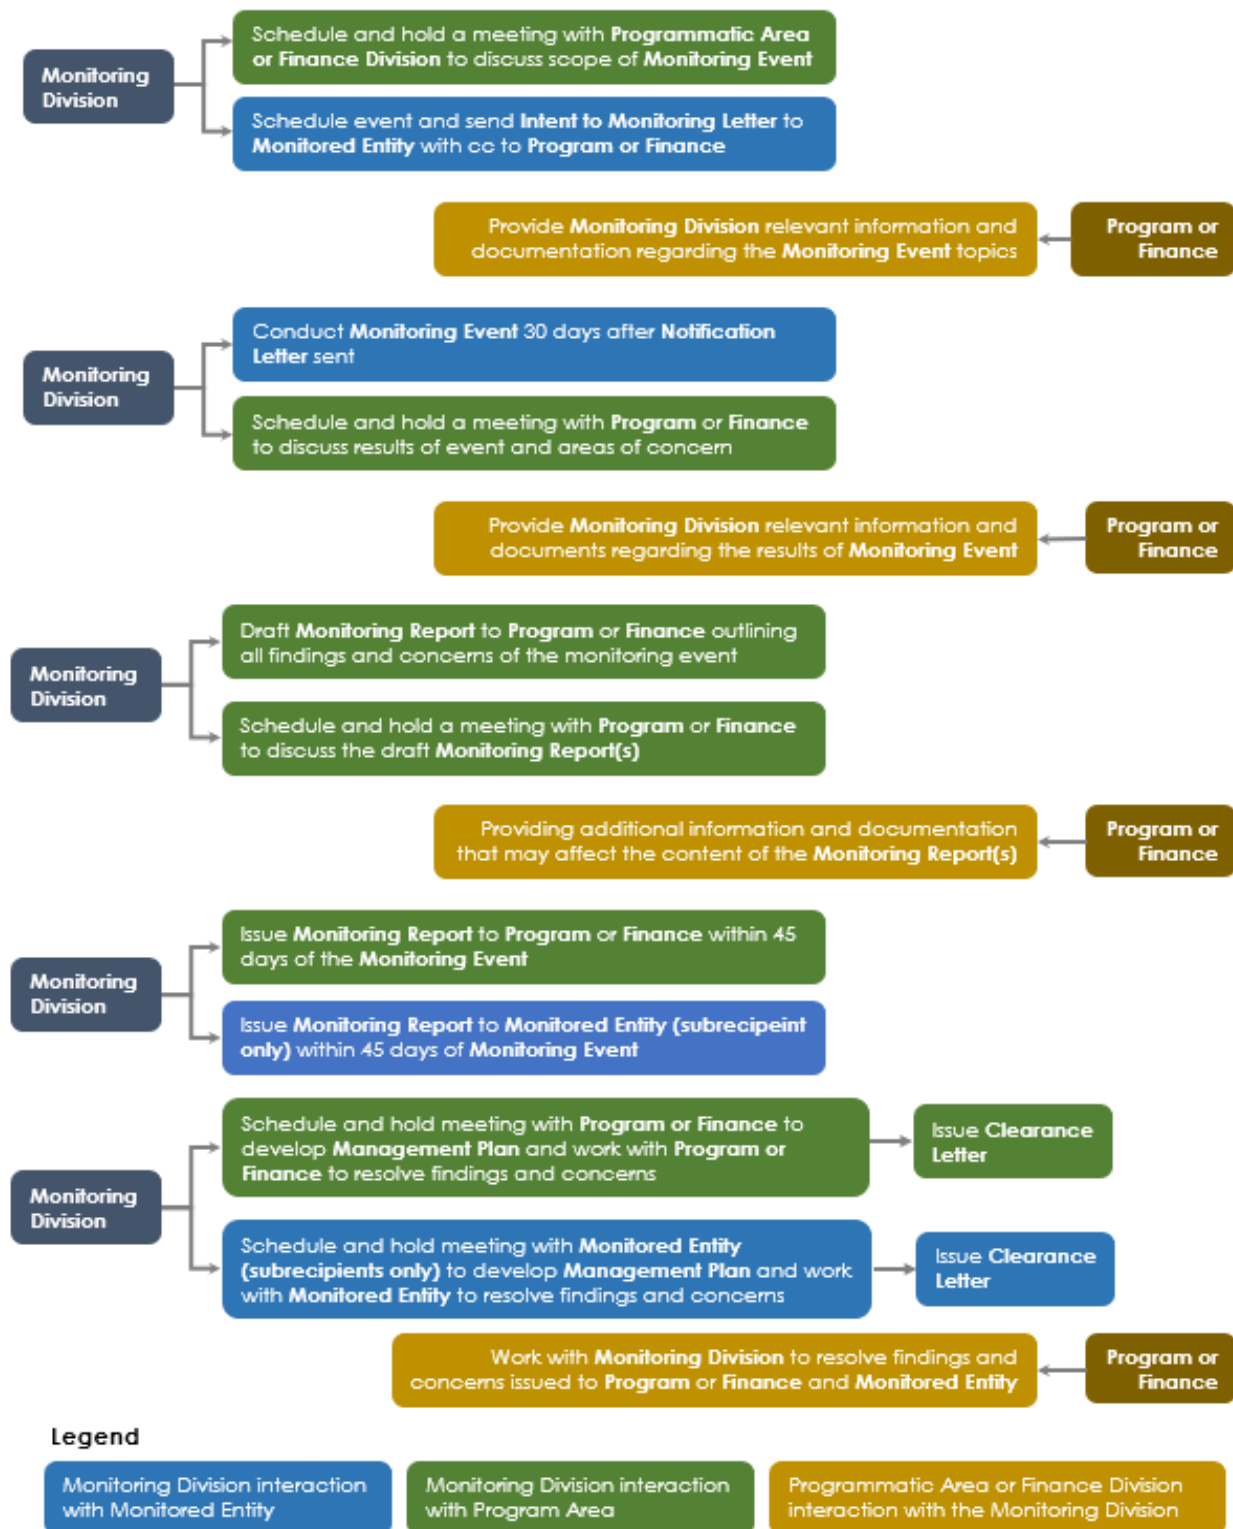 Monitoring
Division
Schedule and hold a meeting with Programmatic Area
or Finance Division to discuss scope of Monitoring Event
Schedule event and send Intent to Monitoring Letter to
Monitored Entity with cc to Program or Finance
Provide Monitoring Division relevant information and
documentation regarding the Monitoring Event topics
Program or
Finance
Monitoring
Division
Conduct Monitoring Event 30 days after Notification
Letter sent
Schedule and hold a meeting with Program or Finance
to discuss results of event and areas of concern
Provide Monitoring Division relevant information and
documents regarding the results of Monitoring Event
Program or
Finance
Monitoring
Division
Draft Monitoring Report to Program or Finance outlining
all findings and concerns of the monitoring event
Schedule and hold a meeting with Program or Finance
to discuss the draft Monitoring Report(s)
Providing additional information and documentation
that may affect the content of the Monitoring Report(s)
Program or
Finance
Monitoring
Division
Issue Monitoring Report to Program or Finance within 45
days of the Monitoring Event
Issue Monitoring Report to Monitored Entity (subrecipeint
only) within 45 days of Monitoring Event
Monitoring
Division
Schedule and hold meeting with Program or Finance to
develop Management Plan and work with Program or
Finance to resolve findings and concerns
Issue Clearance
Letter
Schedule and hold meeting with Monitored Entity
(subrecipients only) to develop Management Plan and work
with Monitored Entity to resolve findings and concerns
Issue Clearance
Letter
Work with Monitoring Division to resolve findings and
concerns issued to Program or Finance and Monitored Entity
Program or
Finance
Legend
Monitoring Division interaction
with Monitored Entity
Monitoring Division interaction
with Program Area
Programmatic Area or Finance Division
interaction with the Monitoring Division